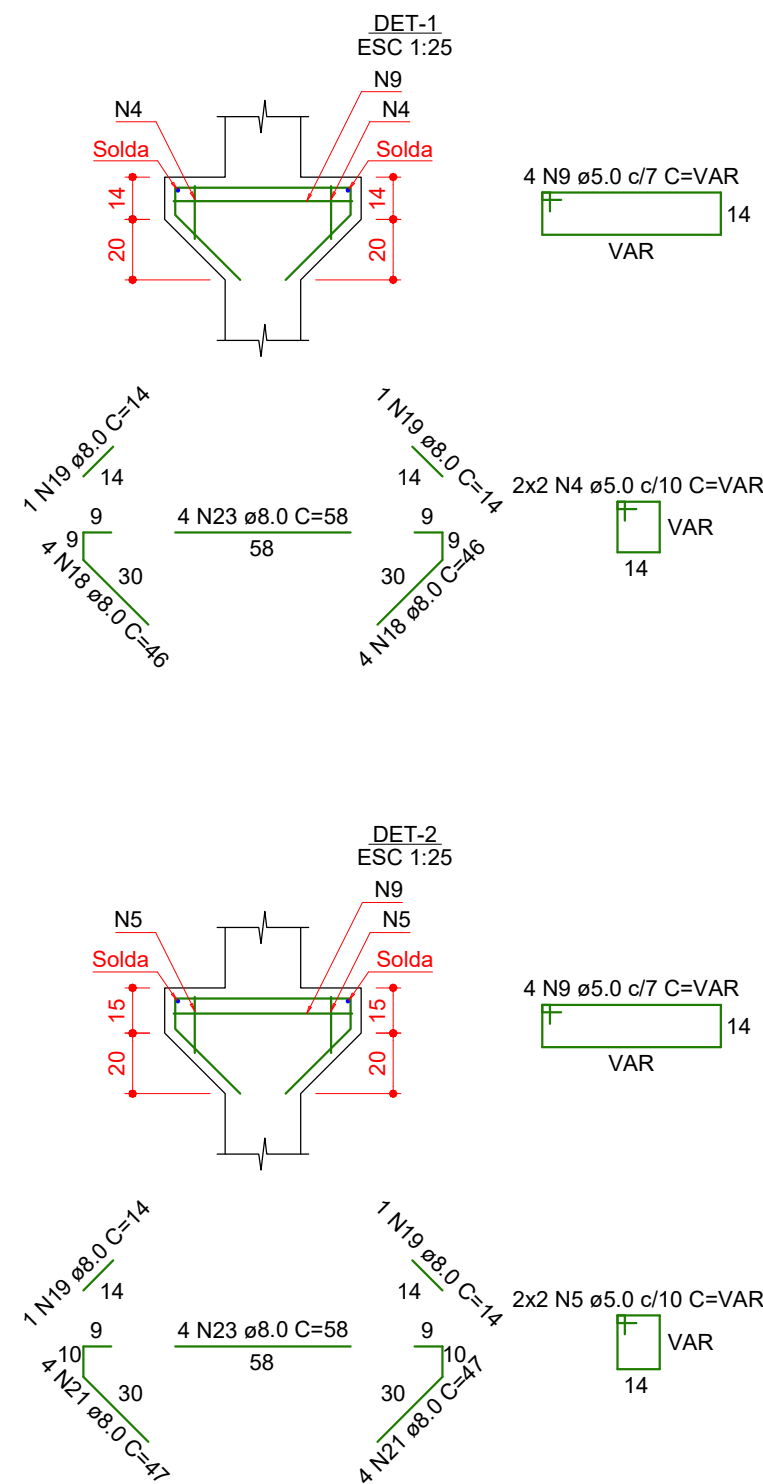 DET-1
ESC 1:25
N9
N4
N4
Solda
Solda
14
20
14
20
4 N9 ø5.0 c/7 C=VAR
14
VAR
1 N19 ø8.0 C=14
14
1 N19 ø8.0 C=14
14
9
9
30
4 N18 ø8.0 C=46
4 N23 ø8.0 C=58
58
9
9
30
4 N18 ø8.0 C=46
2x2 N4 ø5.0 c/10 C=VAR
VAR
14
DET-2
ESC 1:25
N9
N5
N5
Solda
Solda
15
20
15
20
4 N9 ø5.0 c/7 C=VAR
14
VAR
1 N19 ø8.0 C=14
14
1 N19 ø8.0 C=14
14
9
10
30
4 N21 ø8.0 C=47
4 N23 ø8.0 C=58
58
9
10
30
4 N21 ø8.0 C=47
2x2 N5 ø5.0 c/10 C=VAR
VAR
14